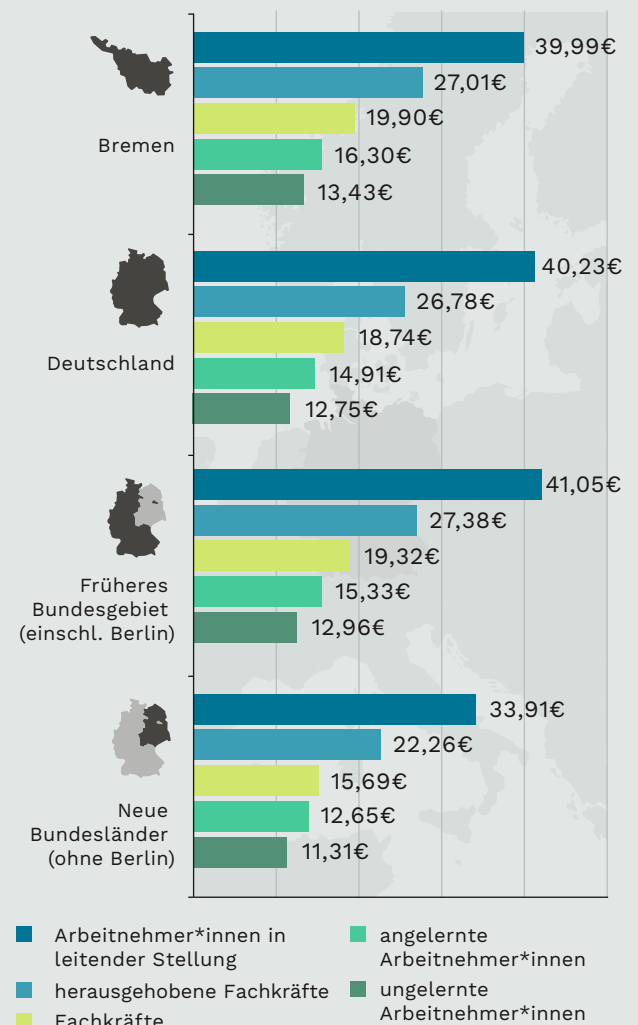 39,99€
27,01€
19,90€
Bremen
16,30€
13,43€
40,23€
26,78€
18,74€
Deutschland
14,91€
12,75€
41,05€
27,38€
19,32€
Früheres
Bundesgebiet
(einschl. Berlin)
15,33€
12,96€
33,91€
22,26€
15,69€
Neue
Bundesländer
(ohne Berlin)
12,65€
11,31€
Arbeitnehmer*innen in
leitender Stellung
herausgehobene Fachkräfte
Fachkräfte
angelernte
Arbeitnehmer*innen
ungelernte
Arbeitnehmer*innen